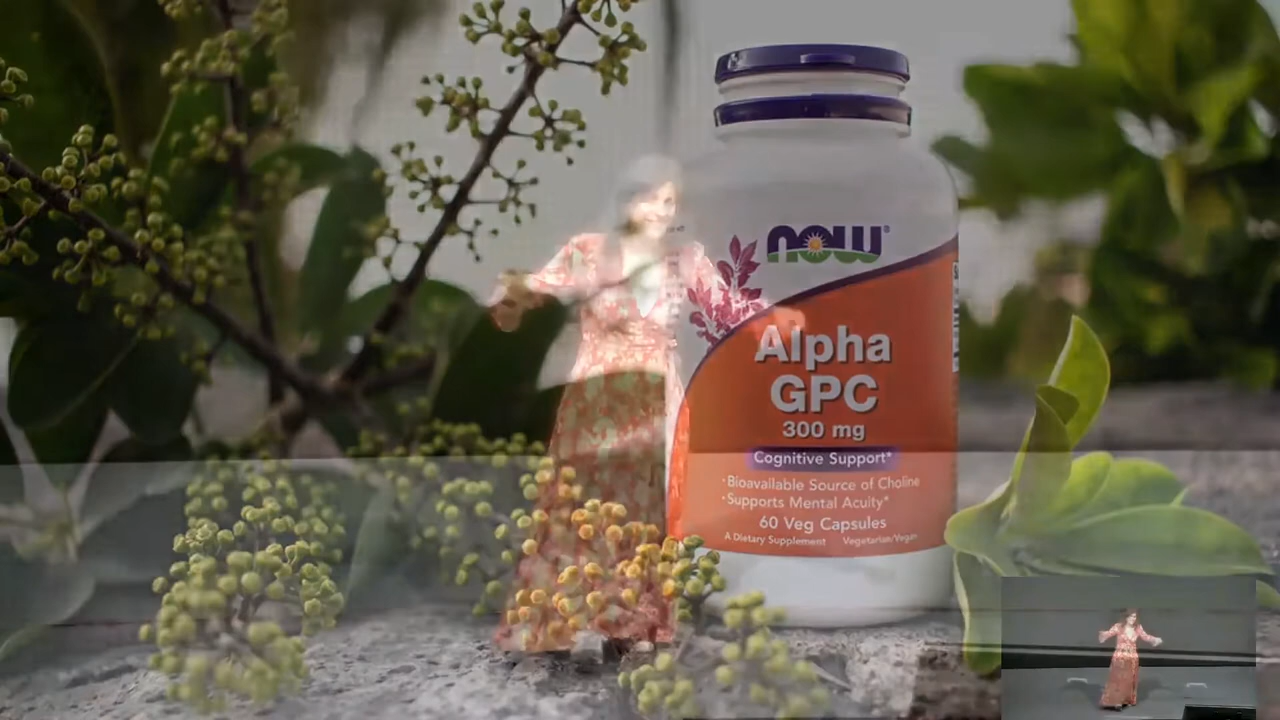 NOW®
Alpha
GPC
300 mg
Cognitive Support*
·Bioavailable Source of Choline
·Supports Mental Acuity*
60 Veg Capsules
A Dietary Supplement Vegetarian/Vegan